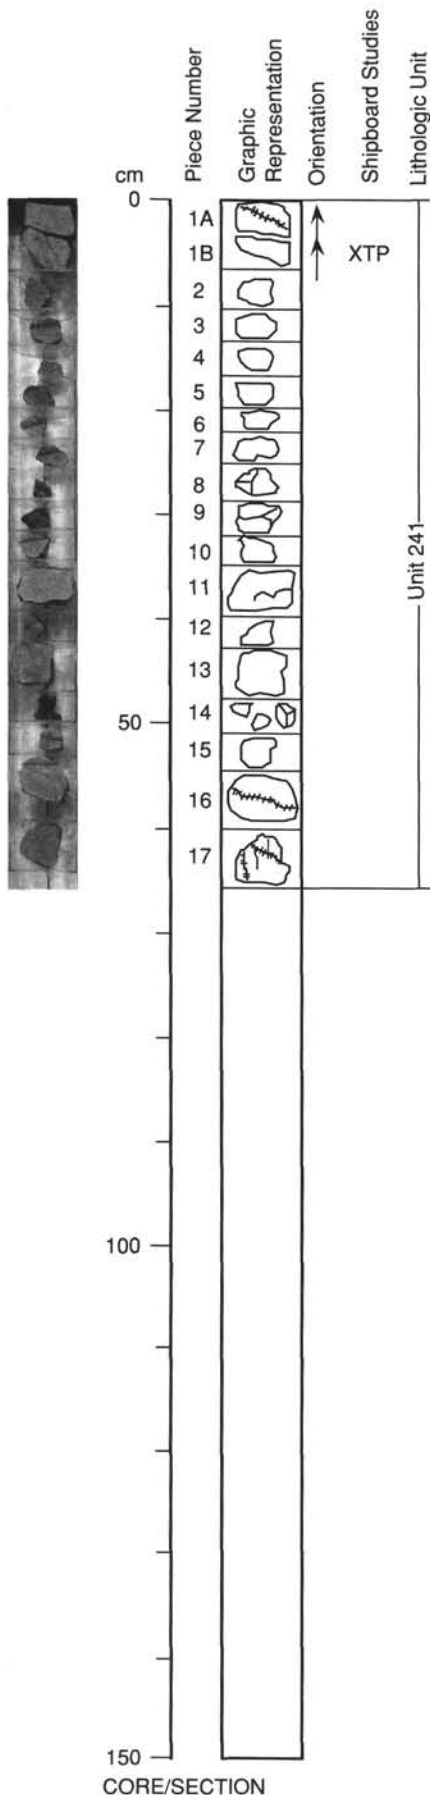 cm
Piece Number
Graphic
Representation
Orientation
Shipboard Studies
Lithologic Unit
0
1A
1B
XTP
2
3
4
5
6
7
8
9
10
11
12
13
14
50
15
16
17
Unit 241
100
150
CORE/SECTION